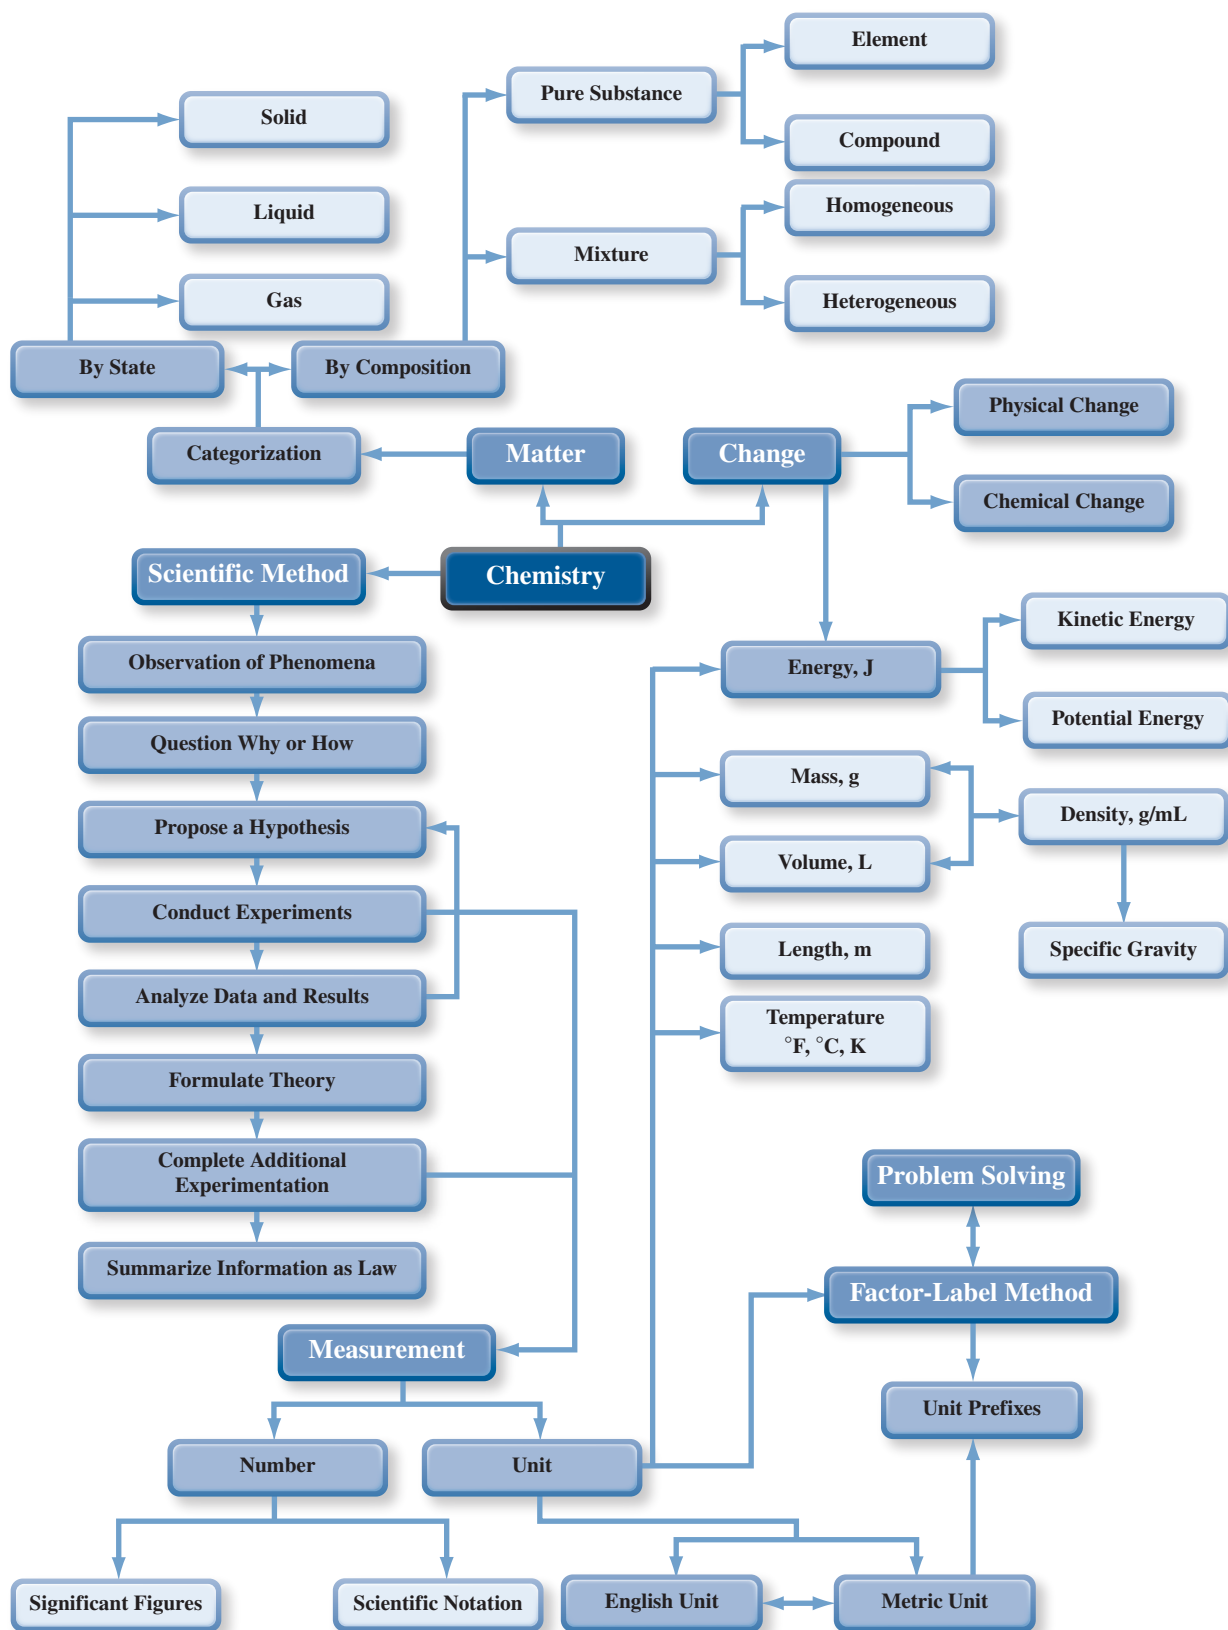 Element
Pure Substance
Solid
Compound
Homogeneous
Liquid
Mixture
Gas
Heterogeneous
By State
By Composition
Physical Change
Categorization
Matter
Change
Chemical Change
Scientific Method
Chemistry
Kinetic Energy
Observation of Phenomena
Energy, J
Potential Energy
Question Why or How
Mass, g
Propose a Hypothesis
Density, g/mL
Volume, L
Conduct Experiments
Length, m
Specific Gravity
Analyze Data and Results
Temperature
°F, °C, K
Formulate Theory
Complete Additional
Experimentation
Problem Solving
Summarize Information as Law
Factor-Label Method
Measurement
Unit Prefixes
Number
Unit
Significant Figures
Scientific Notation
English Unit
Metric Unit